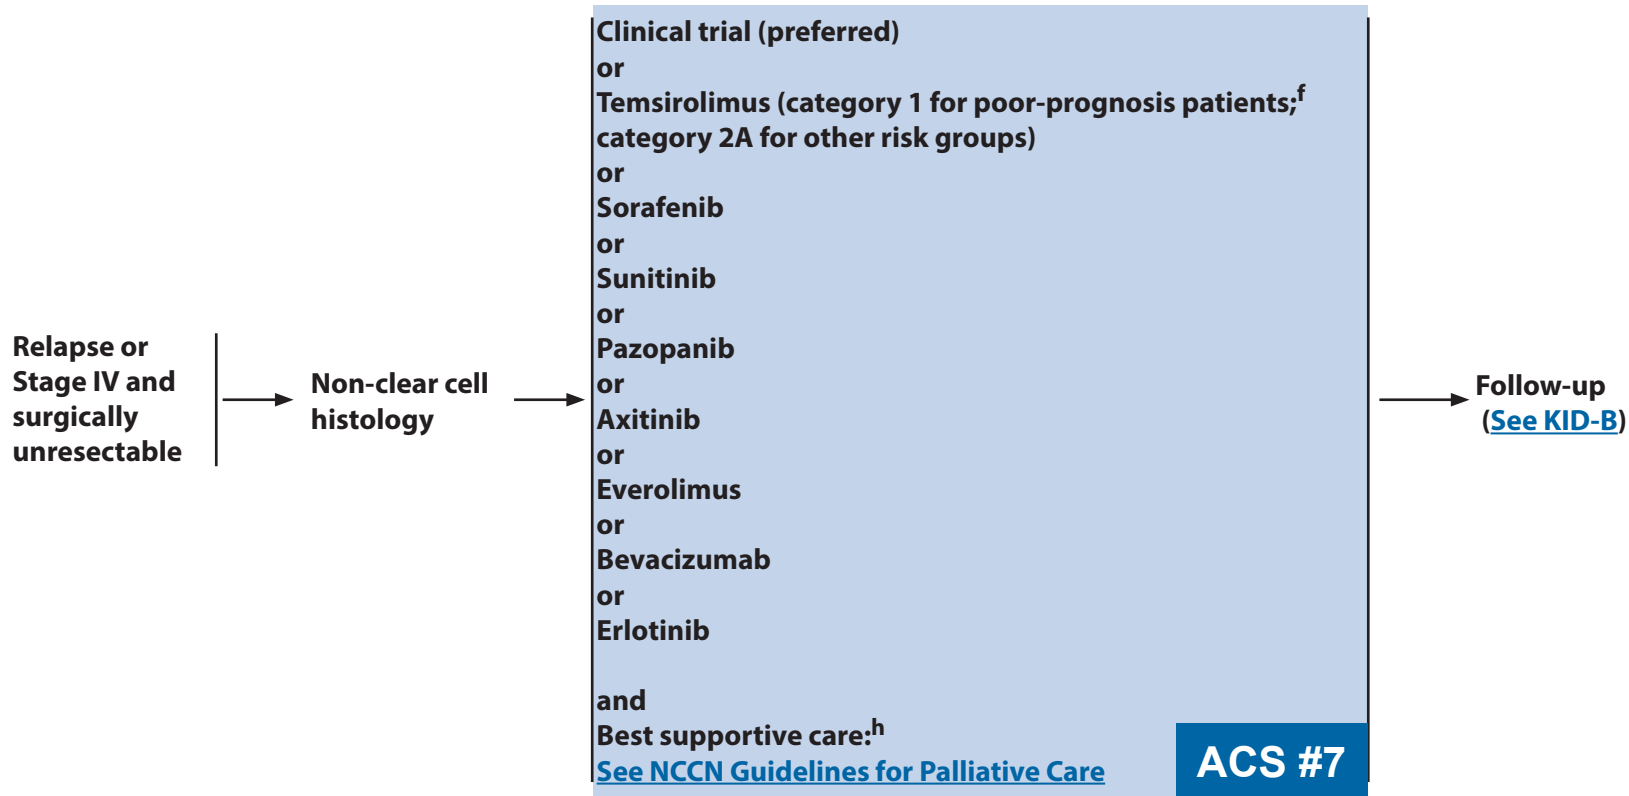 Relapse or
Stage IV and
surgically
unresectable
Non-clear cell
histology
Clinical trial (preferred)
or
Temsirolimus (category 1 for poor-prognosis patients;f
category 2A for other risk groups)
or
Sorafenib
or
Sunitinib
or
Pazopanib
or
Axitinib
or
Everolimus
or
Bevacizumab
or
Erlotinib
and
Best supportive care:h
See NCCN Guidelines for Palliative Care
ACS #7
Follow-up
(See KID-B)